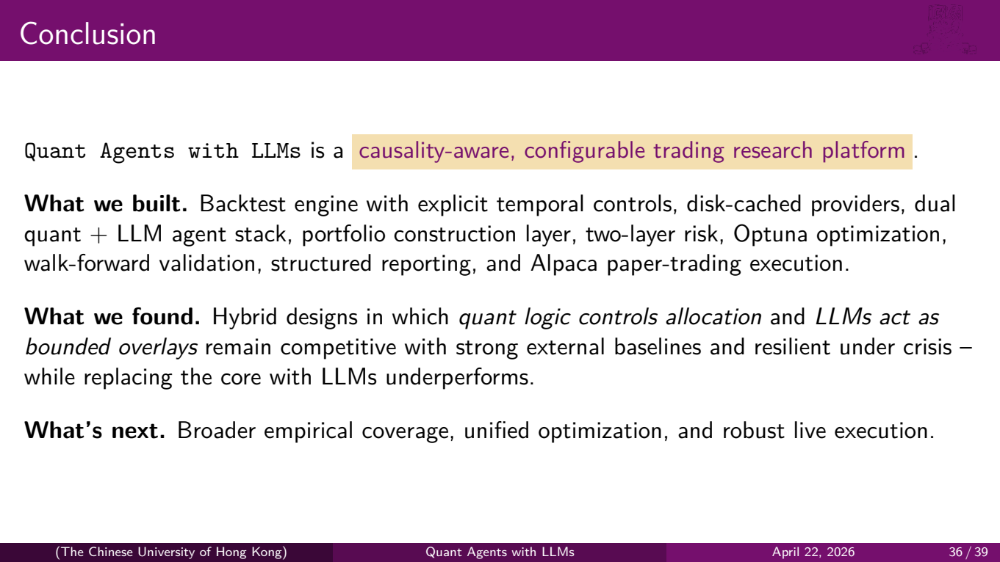 Conclusion
Quant Agents with LLMs is a causality-aware, configurable trading research platform.
What we built. Backtest engine with explicit temporal controls, disk-cached providers, dual
quant + LLM agent stack, portfolio construction layer, two-layer risk, Optuna optimization,
walk-forward validation, structured reporting, and Alpaca paper-trading execution.
What we found. Hybrid designs in which quant logic controls allocation and LLMs act as
bounded overlays remain competitive with strong external baselines and resilient under crisis –
while replacing the core with LLMs underperforms.
What's next. Broader empirical coverage, unified optimization, and robust live execution.
(The Chinese University of Hong Kong) Quant Agents with LLMs April 22, 2026 36 / 39